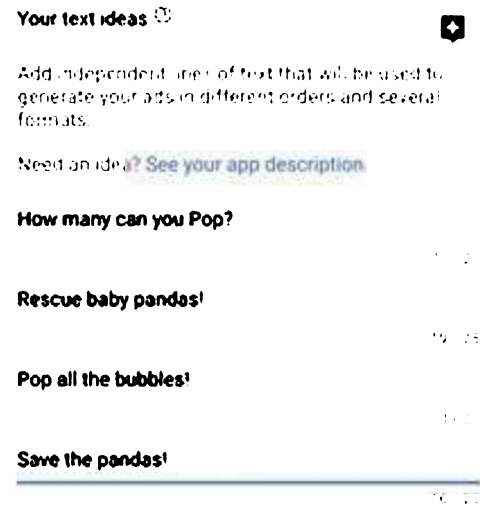 Your text ideas
Add independent lines of text that will be used to
generate your ads in different orders and several
formats.
Need an idea? See your app description.
How many can you Pop?
Rescue baby pandas!
19 25
Pop all the bubbles!
Save the pandas!